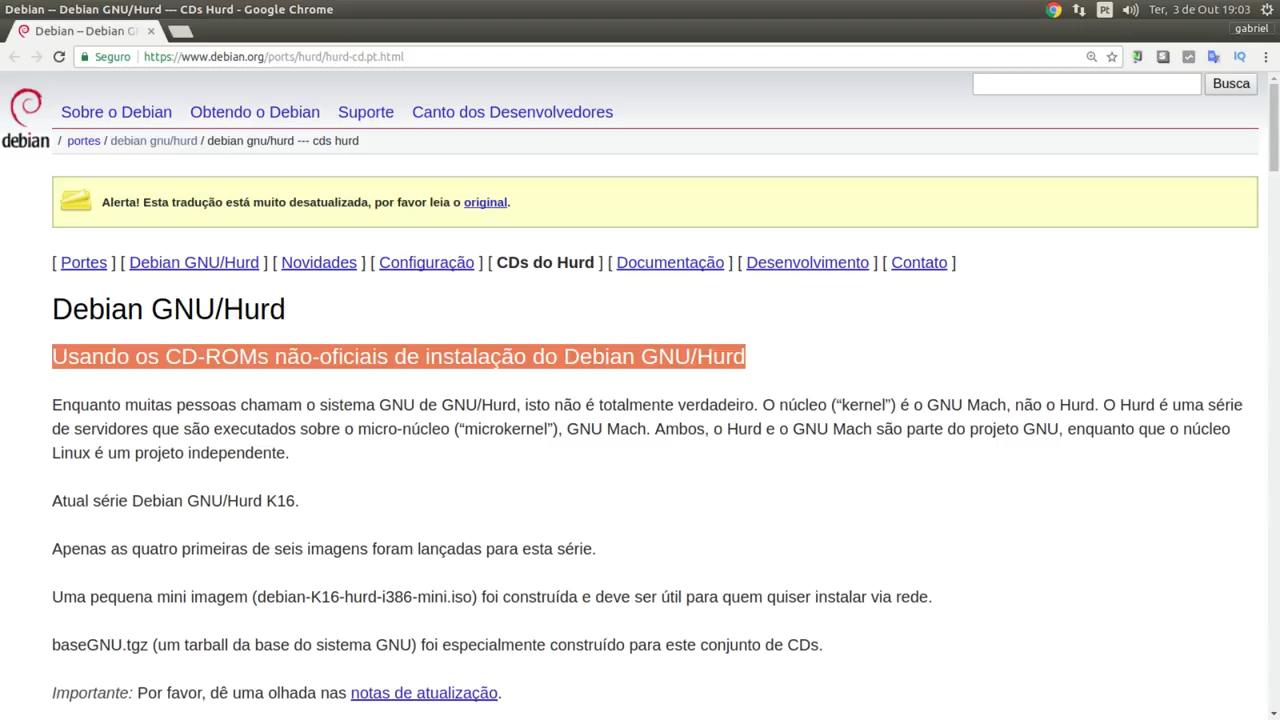 Debian -- Debian GNU/Hurd --- CDs Hurd - Google Chrome
Pt
Ter, 3 de Out 19:03
Debian -- Debian G
gabriel
Seguro
https://www.debian.org/ports/hurd/hurd-cd.pt.html
IQ
Busca
debian
Sobre o Debian Obtendo o Debian Suporte Canto dos Desenvolvedores
/ portes / debian gnu/hurd / debian gnu/hurd --- cds hurd
Alerta! Esta tradução está muito desatualizada, por favor leia o original.
[ Portes ] [ Debian GNU/Hurd ] [ Novidades ] [ Configuração ] [ CDs do Hurd ] [ Documentação ] [ Desenvolvimento ] [ Contato ]
Debian GNU/Hurd
Usando os CD-ROMs não-oficiais de instalação do Debian GNU/Hurd
Enquanto muitas pessoas chamam o sistema GNU de GNU/Hurd, isto não é totalmente verdadeiro. O núcleo (“kernel”) é o GNU Mach, não o Hurd. O Hurd é uma série
de servidores que são executados sobre o micro-núcleo (“microkernel”), GNU Mach. Ambos, o Hurd e o GNU Mach são parte do projeto GNU, enquanto que o núcleo
Linux é um projeto independente.
Atual série Debian GNU/Hurd K16.
Apenas as quatro primeiras de seis imagens foram lançadas para esta série.
Uma pequena mini imagem (debian-K16-hurd-i386-mini.iso) foi construída e deve ser útil para quem quiser instalar via rede.
baseGNU.tgz (um tarball da base do sistema GNU) foi especialmente construído para este conjunto de CDs.
Importante: Por favor, dê uma olhada nas notas de atualização.